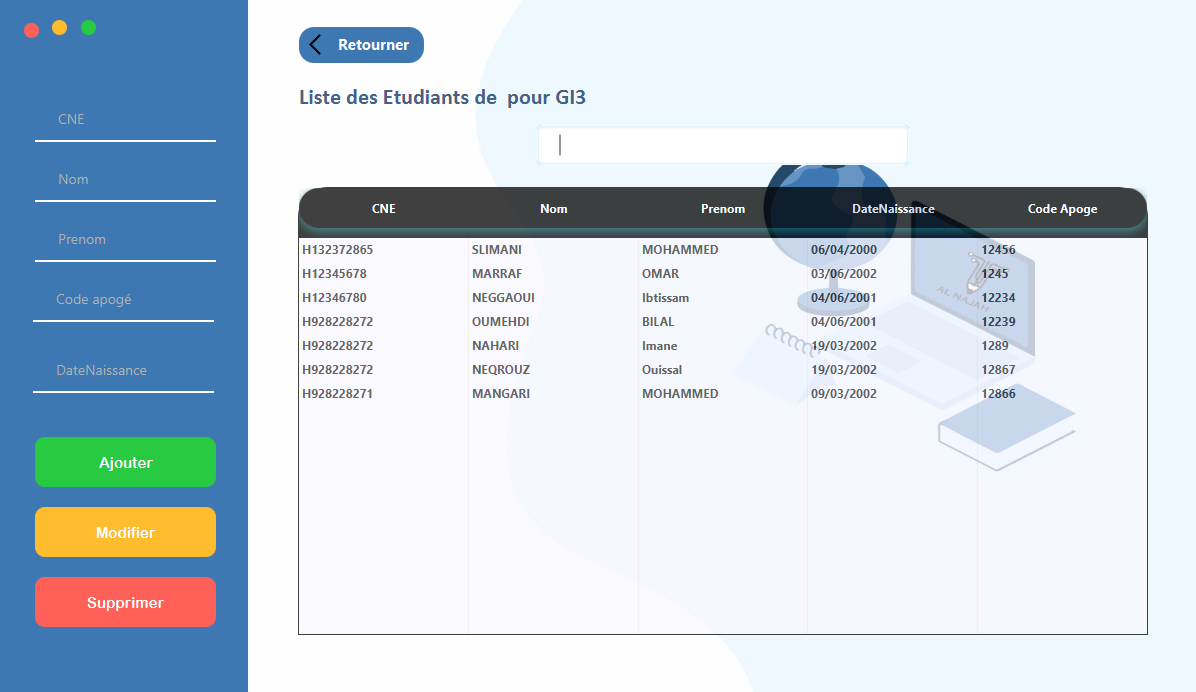 CNE
Nom
Prenom
Code apogé
DateNaissance
Ajouter
Modifier
Supprimer
Retourner
Liste des Etudiants de pour GI3
CNE Nom Prenom DateNaissance Code Apoge
H132372865 SLIMANI MOHAMMED 06/04/2000 12456
H12345678 MARRAF OMAR 03/06/2002 1245
H12346780 NEGGAOUI Ibtissam 04/06/2001 12234
H928228272 OUMEHDI BILAL 04/06/2001 12239
H928228272 NAHARI Imane 19/03/2002 1289
H928228272 NEQROUZ Ouissal 19/03/2002 12867
H928228271 MANGARI MOHAMMED 09/03/2002 12866
AL NAJAH